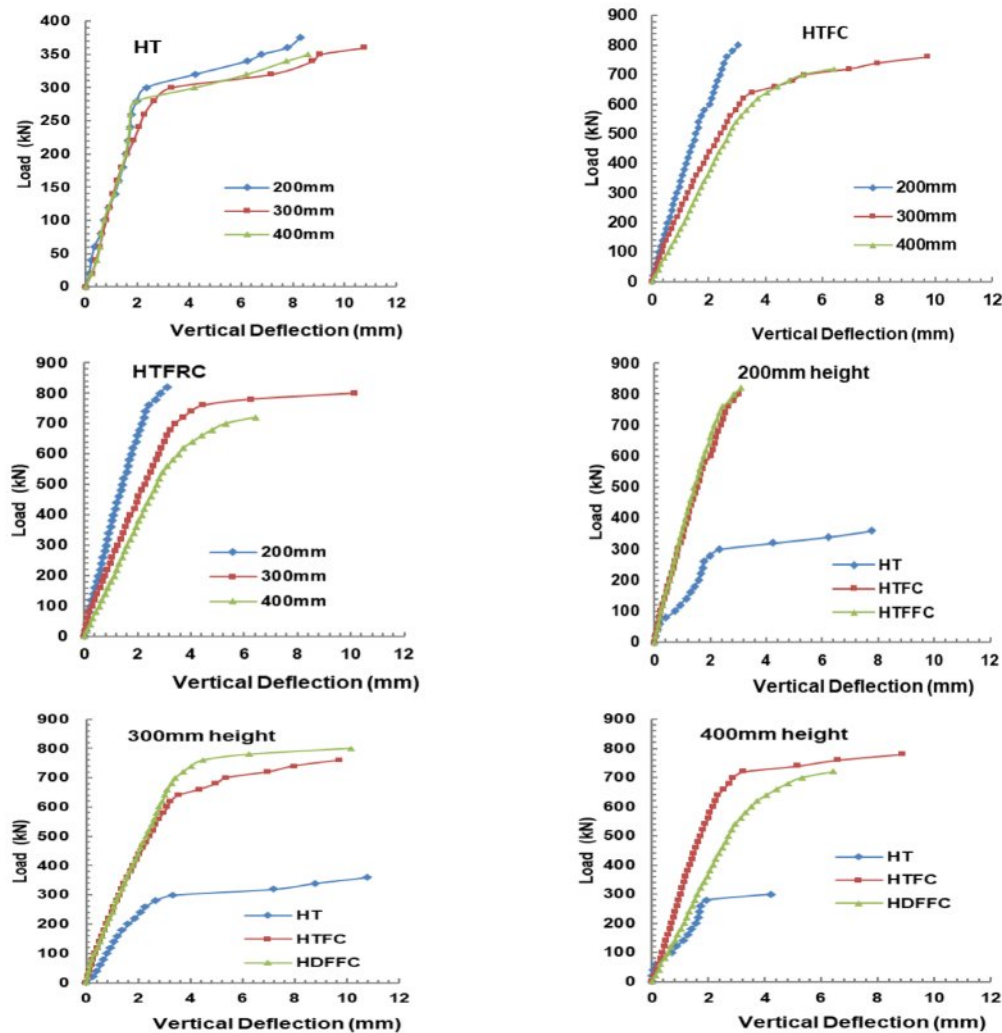 HT
Load (kN)
400
350
300
250
200
150
100
50
0
200mm
300mm
400mm
0 2 4 6 8 10 12
Vertical Deflection (mm)
HTFC
Load (kN)
900
800
700
600
500
400
300
200
100
0
200mm
300mm
400mm
0 2 4 6 8 10 12
Vertical Deflection (mm)
HTFRC
Load (kN)
900
800
700
600
500
400
300
200
100
0
200mm
300mm
400mm
0 2 4 6 8 10 12
Vertical Deflection (mm)
200mm height
Load (kN)
900
800
700
600
500
400
300
200
100
0
HT
HTFC
HTFFC
0 2 4 6 8 10 12
Vertical Deflection (mm)
300mm height
Load (kN)
900
800
700
600
500
400
300
200
100
0
HT
HTFC
HDFFC
0 2 4 6 8 10 12
Vertical Deflection (mm)
400mm height
Load (kN)
900
800
700
600
500
400
300
200
100
0
HT
HTFC
HDFFC
0 2 4 6 8 10 12
Vertical Deflection (mm)